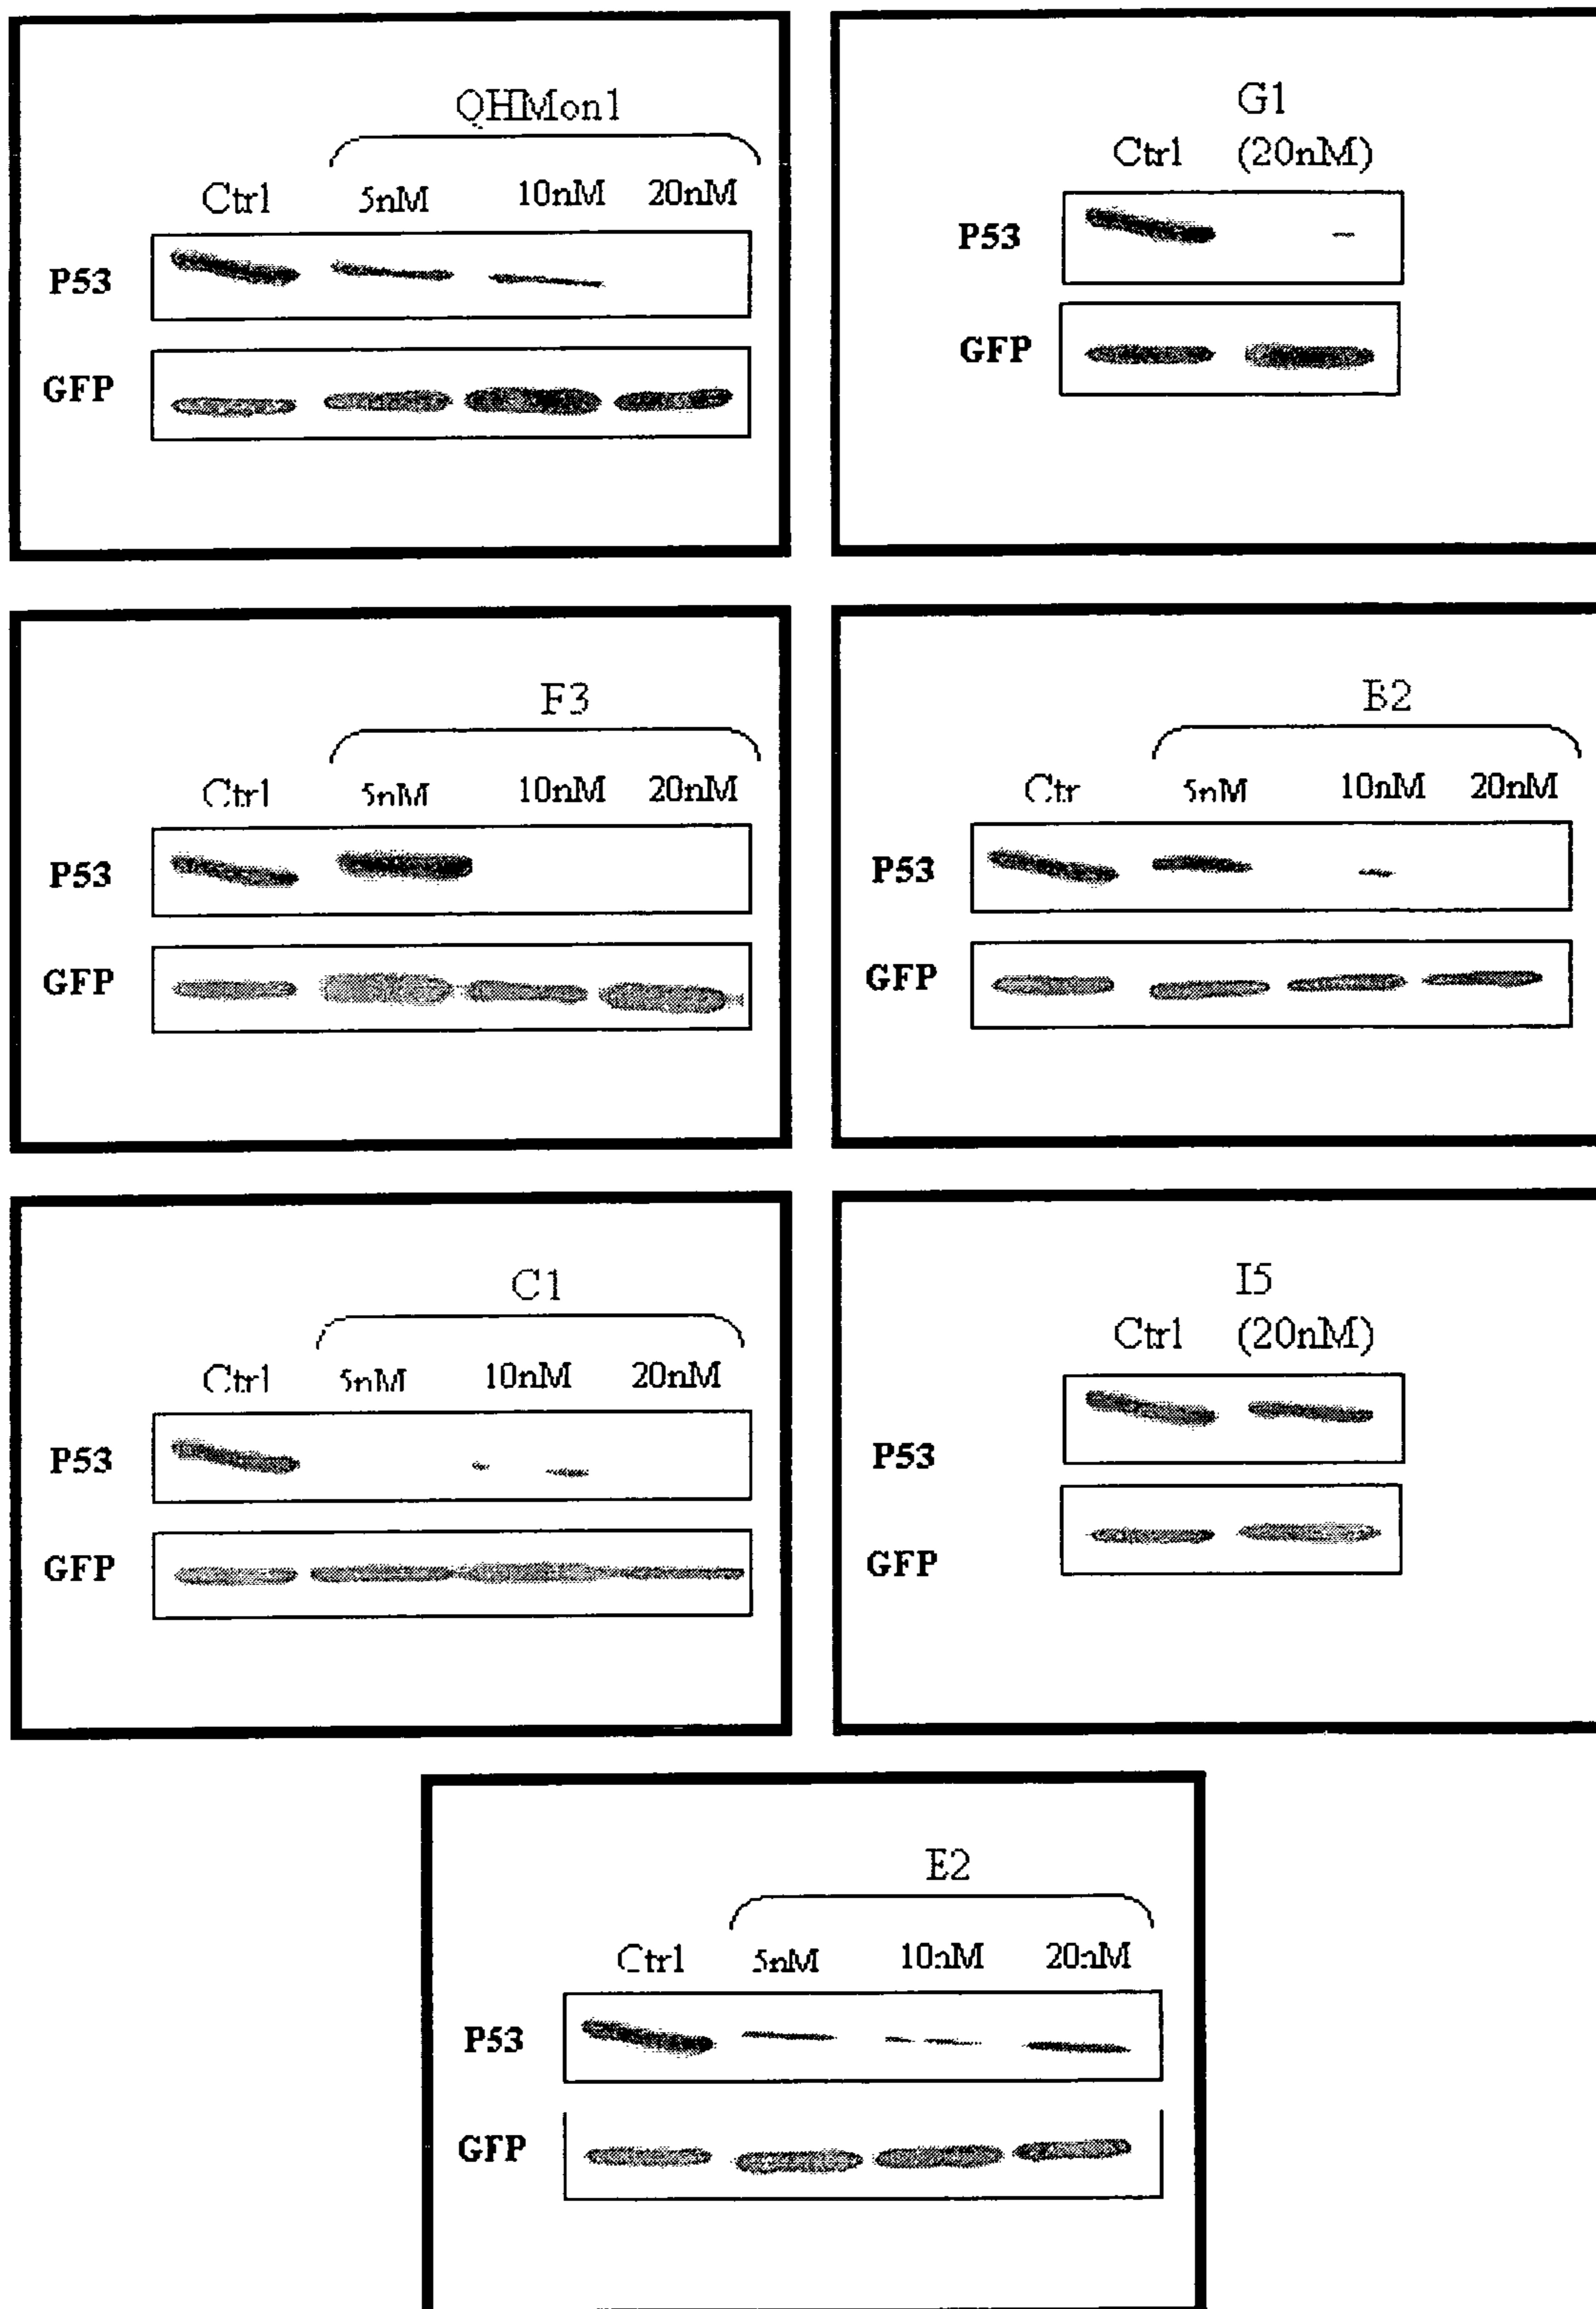 QHMon1
Ctrl 5nM 10nM 20nM
P53
GFP
G1
Ctrl (20nM)
P53
GFP
F3
Ctrl 5nM 10nM 20nM
P53
GFP
B2
Ctr 5nM 10nM 20nM
P53
GFP
C1
Ctrl 5nM 10nM 20nM
P53
GFP
I5
Ctrl (20nM)
P53
GFP
E2
Ctrl 5nM 10nM 20nM
P53
GFP